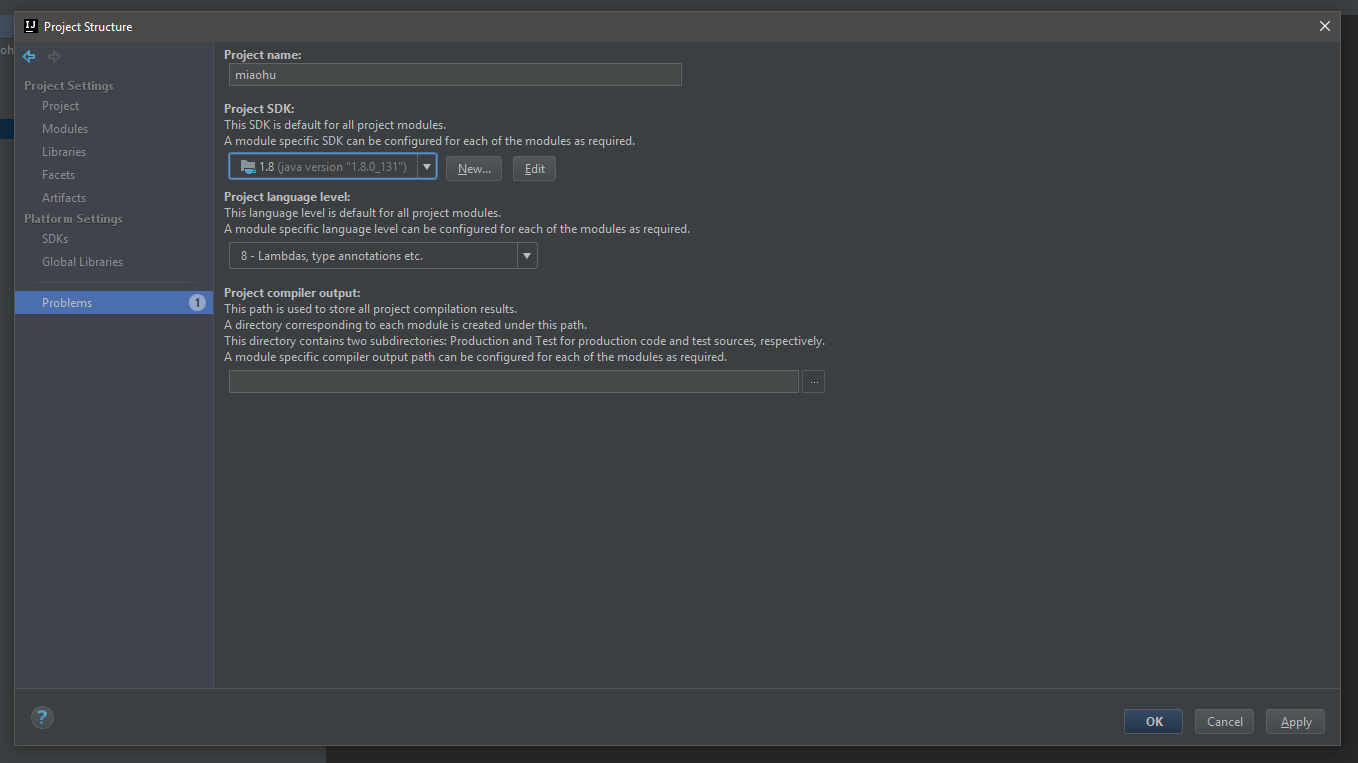 IJ Project Structure
oh
Project Settings
Project
Modules
Libraries
Facets
Artifacts
Platform Settings
SDKs
Global Libraries
Problems 1
Project name:
miaohu
Project SDK:
This SDK is default for all project modules.
A module specific SDK can be configured for each of the modules as required.
1.8 (java version "1.8.0_131")
New...
Edit
Project language level:
This language level is default for all project modules.
A module specific language level can be configured for each of the modules as required.
8 - Lambdas, type annotations etc.
Project compiler output:
This path is used to store all project compilation results.
A directory corresponding to each module is created under this path.
This directory contains two subdirectories: Production and Test for production code and test sources, respectively.
A module specific compiler output path can be configured for each of the modules as required.
...
?
OK
Cancel
Apply